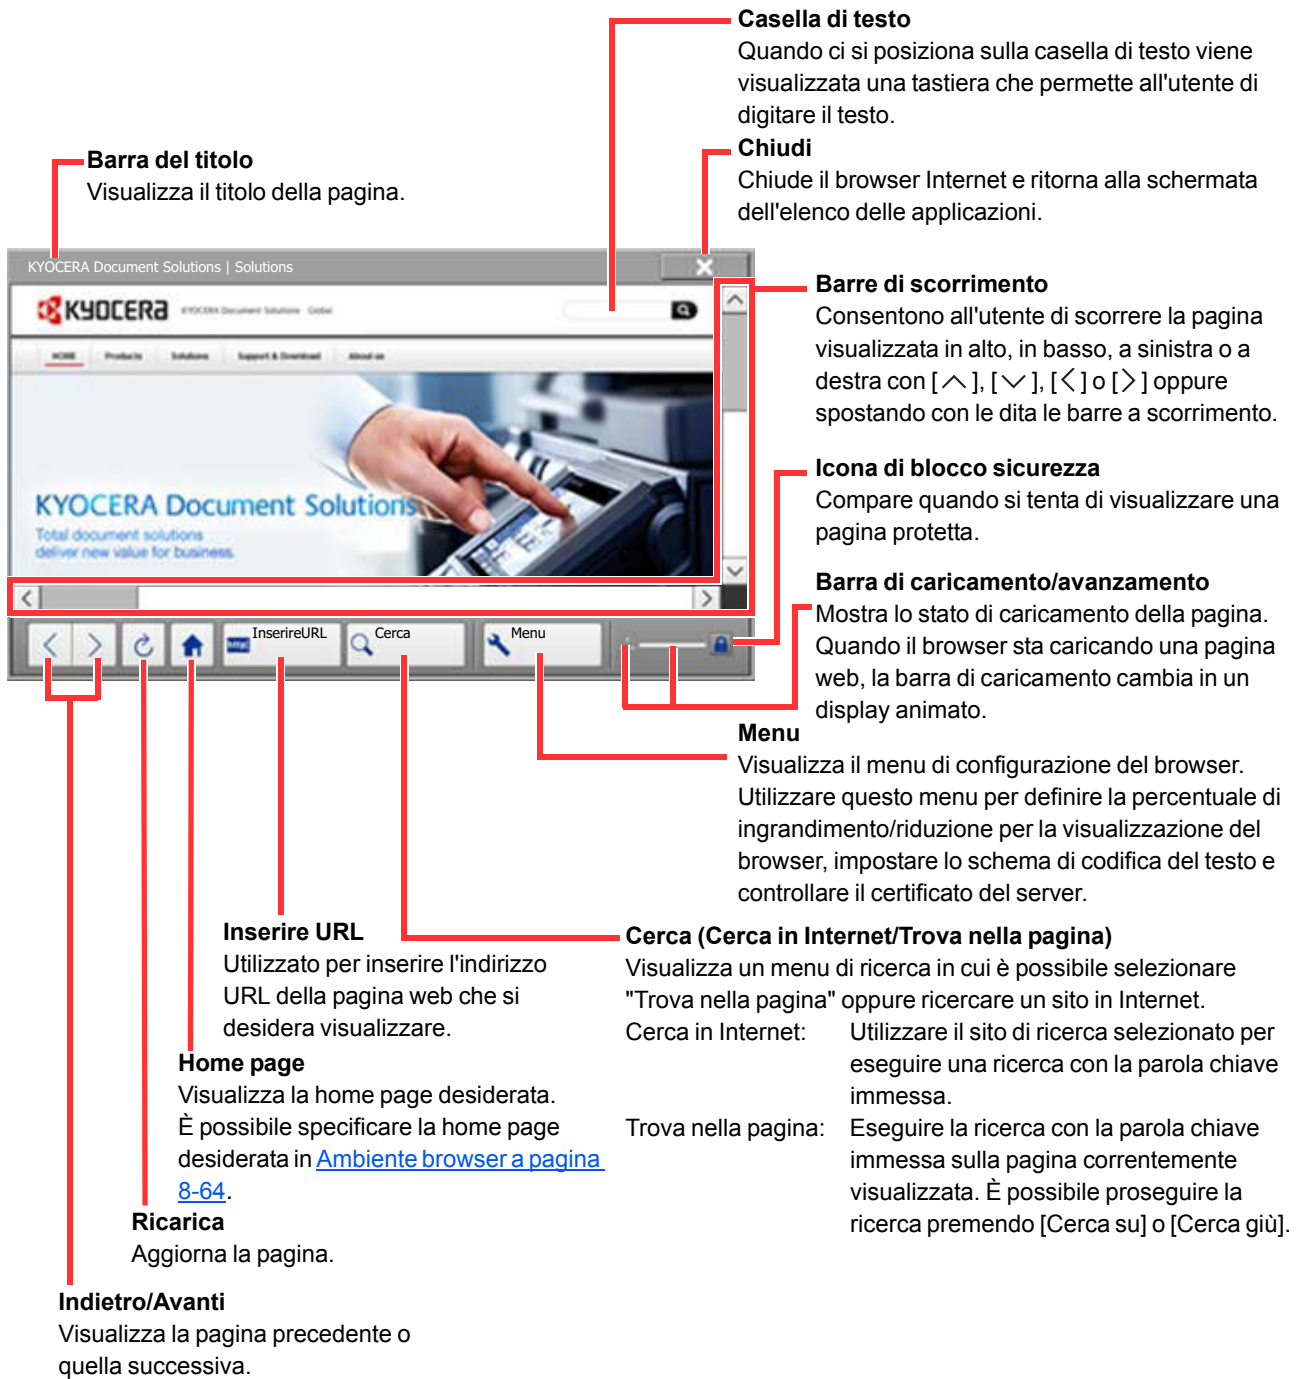 Casella di testo
Quando ci si posiziona sulla casella di testo viene
visualizzata una tastiera che permette all'utente di
digitare il testo.
Chiudi
Chiude il browser Internet e ritorna alla schermata
dell'elenco delle applicazioni.
Barra del titolo
Visualizza il titolo della pagina.
KYOCERA Document Solutions | Solutions
KYOCERA
KYOCERA Document Solutions Global
HOME Products Solutions Support & Download About us
KYOCERA Document Solutions
Total document solutions
deliver new value for business.
InserireURL
Cerca
Menu
Barre di scorrimento
Consentono all'utente di scorrere la pagina
visualizzata in alto, in basso, a sinistra o a
destra con [ ], [ ], [ ] o [ ] oppure
spostando con le dita le barre a scorrimento.
Icona di blocco sicurezza
Compare quando si tenta di visualizzare una
pagina protetta.
Barra di caricamento/avanzamento
Mostra lo stato di caricamento della pagina.
Quando il browser sta caricando una pagina
web, la barra di caricamento cambia in un
display animato.
Menu
Visualizza il menu di configurazione del browser.
Utilizzare questo menu per definire la percentuale di
ingrandimento/riduzione per la visualizzazione del
browser, impostare lo schema di codifica del testo e
controllare il certificato del server.
Inserire URL
Utilizzato per inserire l'indirizzo
URL della pagina web che si
desidera visualizzare.
Cerca (Cerca in Internet/Trova nella pagina)
Visualizza un menu di ricerca in cui è possibile selezionare
"Trova nella pagina" oppure ricercare un sito in Internet.
Cerca in Internet: Utilizzare il sito di ricerca selezionato per
eseguire una ricerca con la parola chiave
immessa.
Trova nella pagina: Eseguire la ricerca con la parola chiave
immessa sulla pagina correntemente
visualizzata. È possibile proseguire la
ricerca premendo [Cerca su] o [Cerca giù].
Home page
Visualizza la home page desiderata.
È possibile specificare la home page
desiderata in Ambiente browser a pagina
8-64.
Ricarica
Aggiorna la pagina.
Indietro/Avanti
Visualizza la pagina precedente o
quella successiva.